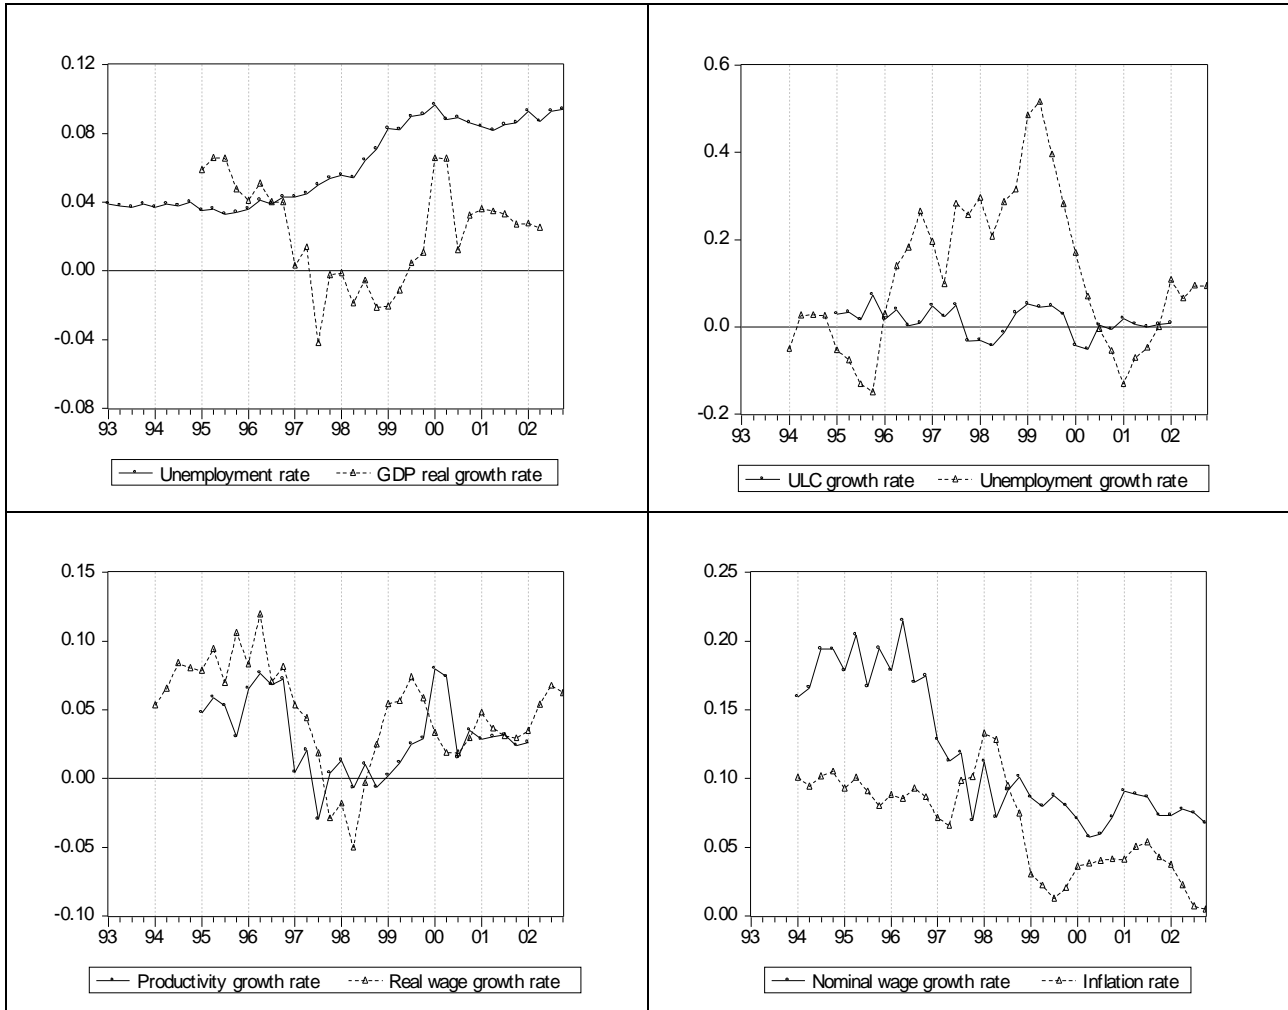 0.12
0.08
0.04
0.00
-0.04
-0.08
93 94 95 96 97 98 99 00 01 02
Unemployment rate GDP real growth rate
0.6
0.4
0.2
0.0
-0.2
93 94 95 96 97 98 99 00 01 02
ULC growth rate Unemployment growth rate
0.15
0.10
0.05
0.00
-0.05
-0.10
93 94 95 96 97 98 99 00 01 02
Productivity growth rate Real wage growth rate
0.25
0.20
0.15
0.10
0.05
0.00
93 94 95 96 97 98 99 00 01 02
Nominal wage growth rate Inflation rate